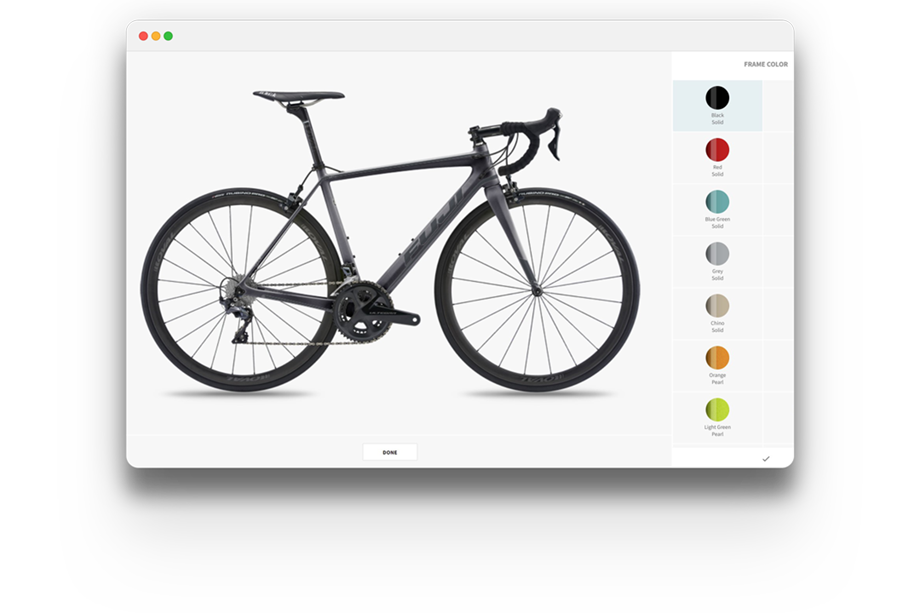 FRAME COLOR
Black
Solid
Red
Solid
Blue Green
Solid
Grey
Solid
Chino
Solid
Orange
Pearl
Light Green
Pearl
FUJI
DONE